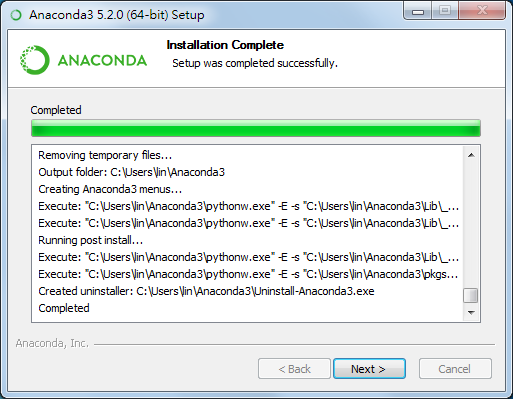 Anaconda3 5.2.0 (64-bit) Setup
ANACONDA
Installation Complete
Setup was completed successfully.
Completed
Removing temporary files...
Output folder: C:\Users\lin\Anaconda3
Creating Anaconda3 menus...
Execute: "C:\Users\lin\Anaconda3\pythonw.exe" -E -s "C:\Users\lin\Anaconda3\Lib\_...
Execute: "C:\Users\lin\Anaconda3\pythonw.exe" -E -s "C:\Users\lin\Anaconda3\Lib\_...
Running post install...
Execute: "C:\Users\lin\Anaconda3\pythonw.exe" -E -s "C:\Users\lin\Anaconda3\Lib\_...
Execute: "C:\Users\lin\Anaconda3\pythonw.exe" -E -s "C:\Users\lin\Anaconda3\pkgs...
Created uninstaller: C:\Users\lin\Anaconda3\Uninstall-Anaconda3.exe
Completed
Anaconda, Inc.
< Back
Next >
Cancel